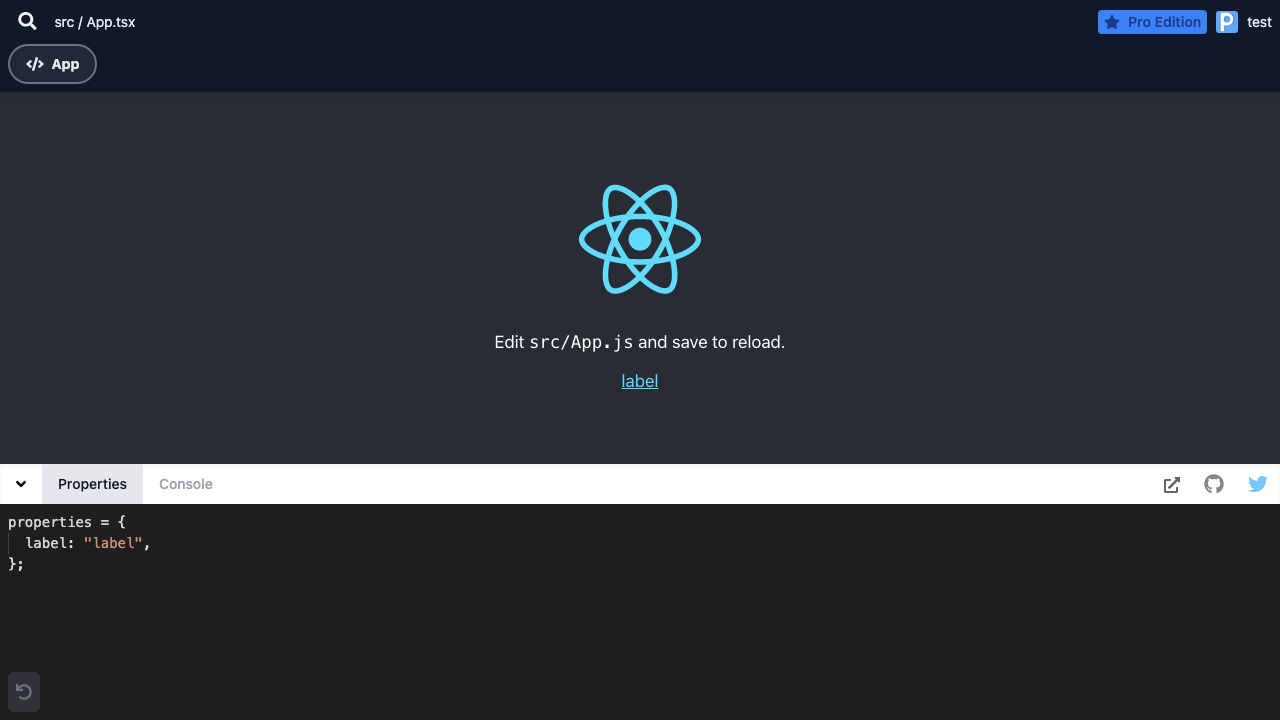 src / App.tsx
Pro Edition
P test
</> App
Edit src/App.js and save to reload.
label
Properties
Console
properties = {
label: "label",
};